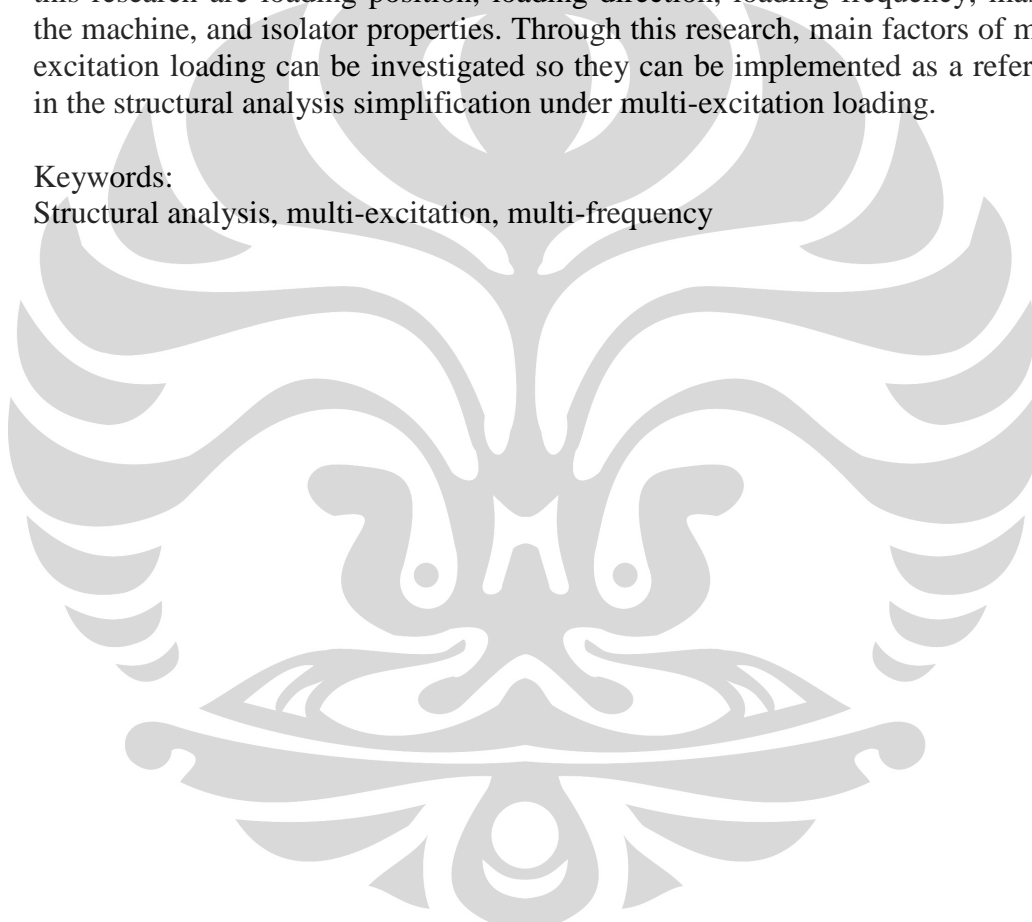 this research are loading position, loading direction, loading frequency,
the machine, and isolator properties. Through this research, main factors of
excitation loading can be investigated so they can be implemented as a
in the structural analysis simplification under multi-excitation loading.
Keywords:
Structural analysis, multi-excitation, multi-frequency